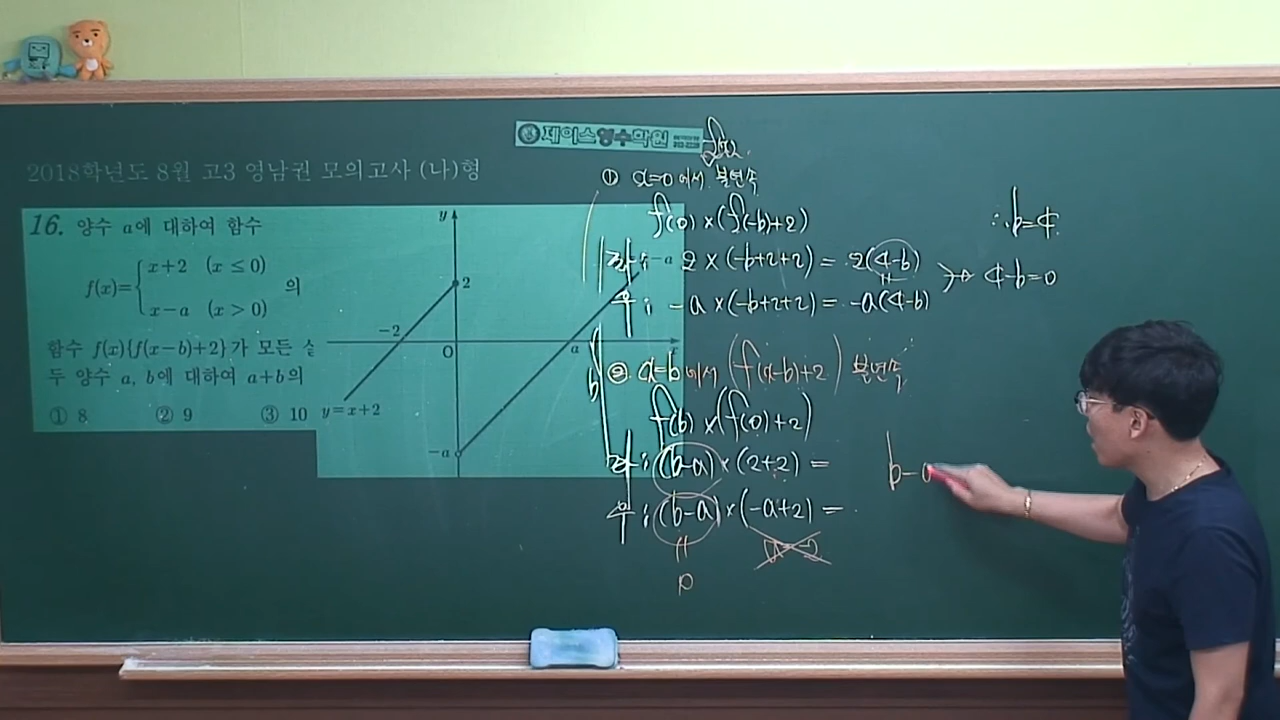 제이스영수학원
2018학년도 8월 고3 영남권 모의고사 (나)형
16. 양수 a에 대하여 함수
f(x)={ x+2 (x ≤ 0)
x-a (x > 0) 의
함수 f(x){f(x-b)+2}가 모든
두 양수 a, b에 대하여 a+b의
① 8 ② 9 ③ 10
y
2
-2
O
a
x
-a
y=x+2
-a
① x=0에서 불연속
f(0)×(f(-b)+2)
좌: 2×(-b+2+2)= 2(4-b)
우: -a×(-b+2+2)= -a(4-b)
4-b=0
∴ b=4
② x=b에서 (f(x-b)+2) 불연속
f(b)×(f(0)+2)
좌: (b-a)×(2+2)=
우: (b-a)×(-a+2)=
b-